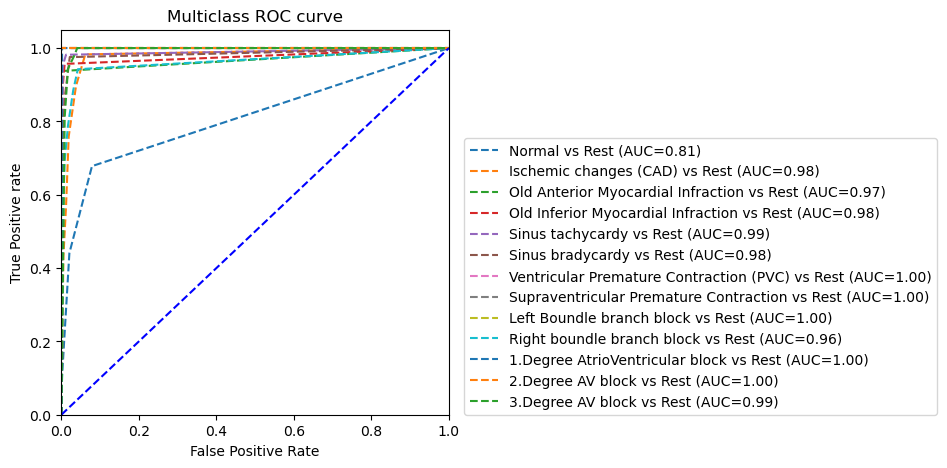 Multiclass ROC curve
True Positive rate
1.0
0.8
0.6
0.4
0.2
0.0
0.0 0.2 0.4 0.6 0.8 1.0
False Positive Rate
Normal vs Rest (AUC=0.81)
Ischemic changes (CAD) vs Rest (AUC=0.98)
Old Anterior Myocardial Infraction vs Rest (AUC=0.97)
Old Inferior Myocardial Infraction vs Rest (AUC=0.98)
Sinus tachycardy vs Rest (AUC=0.99)
Sinus bradycardy vs Rest (AUC=0.98)
Ventricular Premature Contraction (PVC) vs Rest (AUC=1.00)
Supraventricular Premature Contraction vs Rest (AUC=1.00)
Left Boundle branch block vs Rest (AUC=1.00)
Right boundle branch block vs Rest (AUC=0.96)
1.Degree AtrioVentricular block vs Rest (AUC=1.00)
2.Degree AV block vs Rest (AUC=1.00)
3.Degree AV block vs Rest (AUC=0.99)